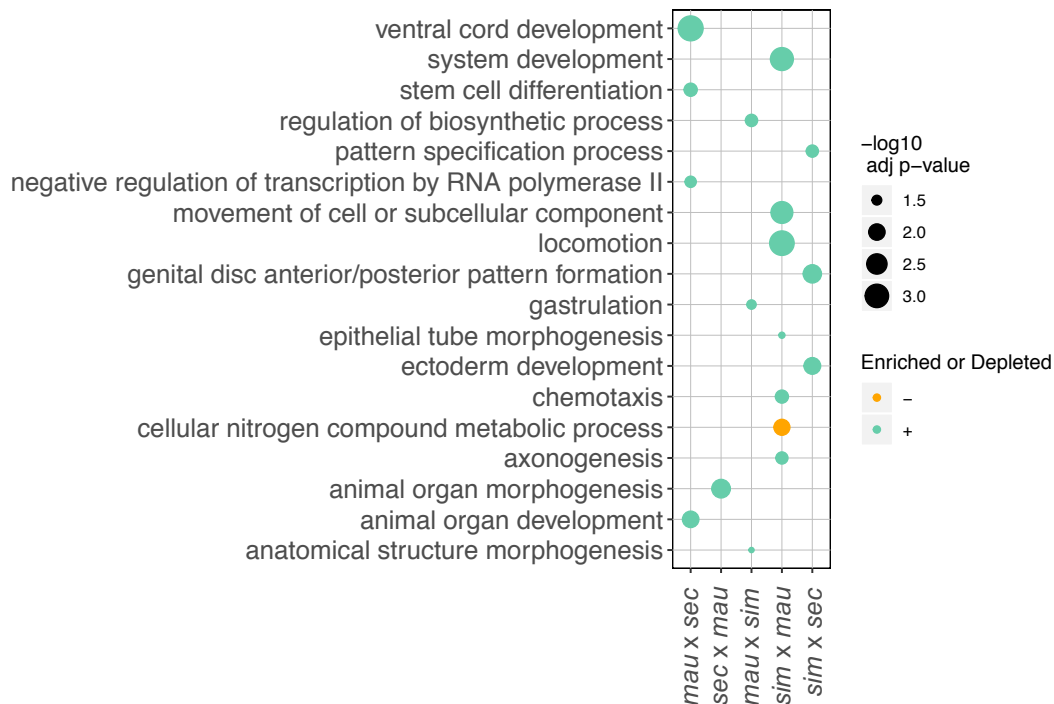 ventral cord development
system development
stem cell differentiation
regulation of biosynthetic process
pattern specification process
negative regulation of transcription by RNA polymerase II
movement of cell or subcellular component
locomotion
genital disc anterior/posterior pattern formation
gastrulation
epithelial tube morphogenesis
ectoderm development
chemotaxis
cellular nitrogen compound metabolic process
axonogenesis
animal organ morphogenesis
animal organ development
anatomical structure morphogenesis
mau x sec
sec x mau
mau x sim
sim x mau
sim x sec
−log10
adj p−value
1.5
2.0
2.5
3.0
Enriched or Depleted
−
+